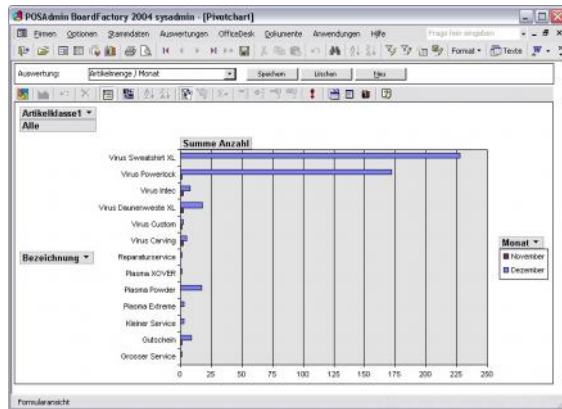 POSAdmin BoardFactory 2004 sysadmin - [Pivotchart]
Firmen Optionen Stammdaten Auswertungen OfficeDesk Dokumente Anwendungen Hilfe Frage hier eingeben
Format Texte
Auswertung: Artikelmenge / Monat Speichern Löschen Neu
Artikelklasse1
Alle
Summe Anzahl
Virus Sweatshirt XL
Virus Powerlock
Virus Intec
Virus Daunenweste XL
Virus Custom
Virus Carving
Reparaturservice
Plasma XOVER
Plasma Powder
Plasma Extreme
Kleiner Service
Gutschein
Grosser Service
Bezeichnung
Monat
November
Dezember
0 25 50 75 100 125 150 175 200 225 250
Formularansicht